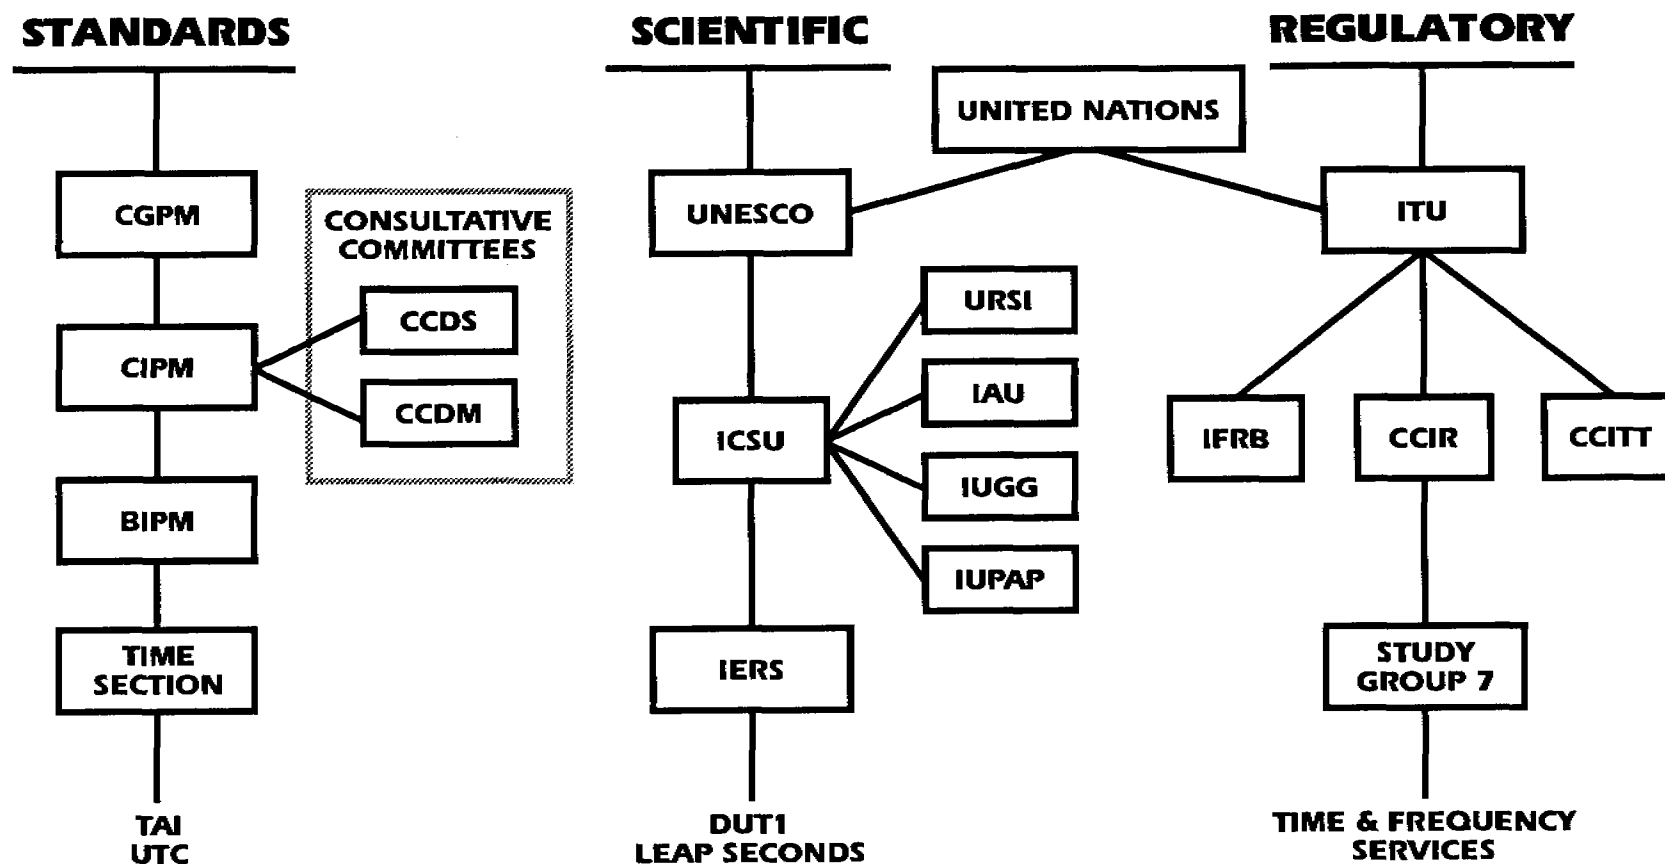 STANDARDS
CGPM
CIPM
CONSULTATIVE
COMMITTEES
CCDS
CCDM
BIPM
TIME
SECTION
TAI
UTC
SCIENTIFIC
UNITED NATIONS
UNESCO
ICSU
URSI
IAU
IUGG
IUPAP
IERS
DUT1
LEAP SECONDS
REGULATORY
ITU
IFRB
CCIR
CCITT
STUDY
GROUP 7
TIME & FREQUENCY
SERVICES